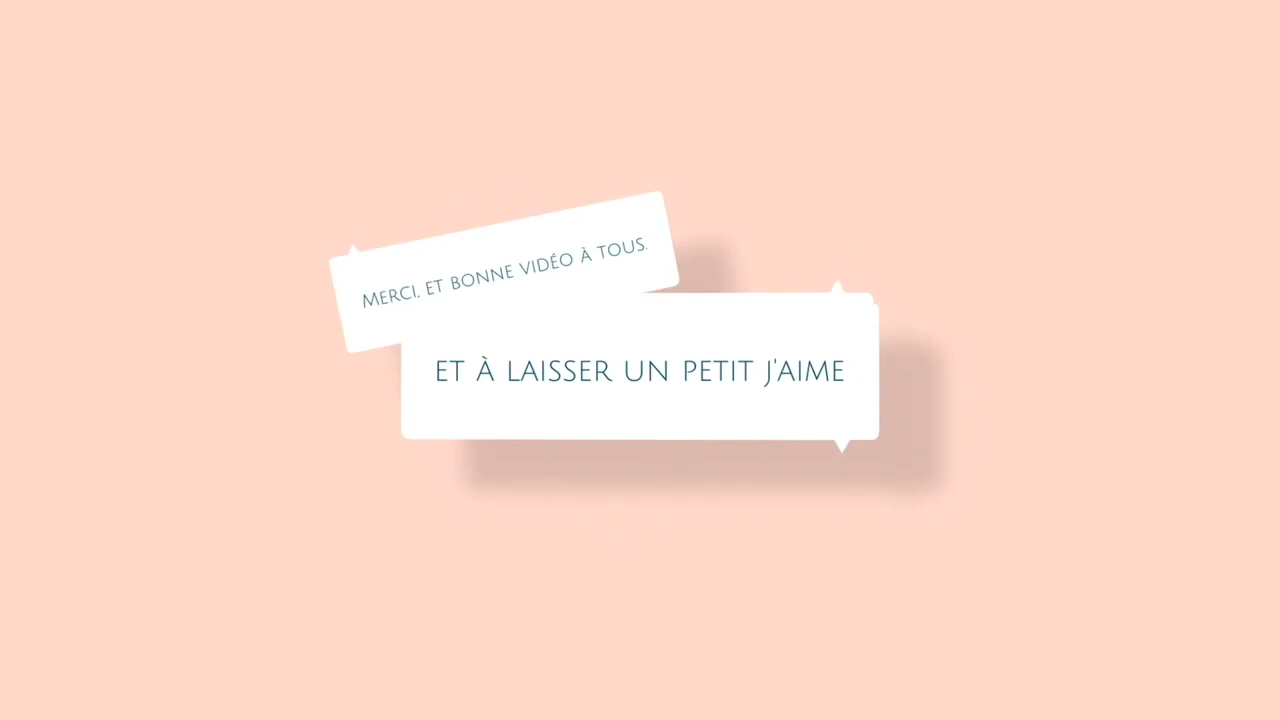 MERCI, ET BONNE VIDÉO À TOUS.
ET À LAISSER UN PETIT J'AIME